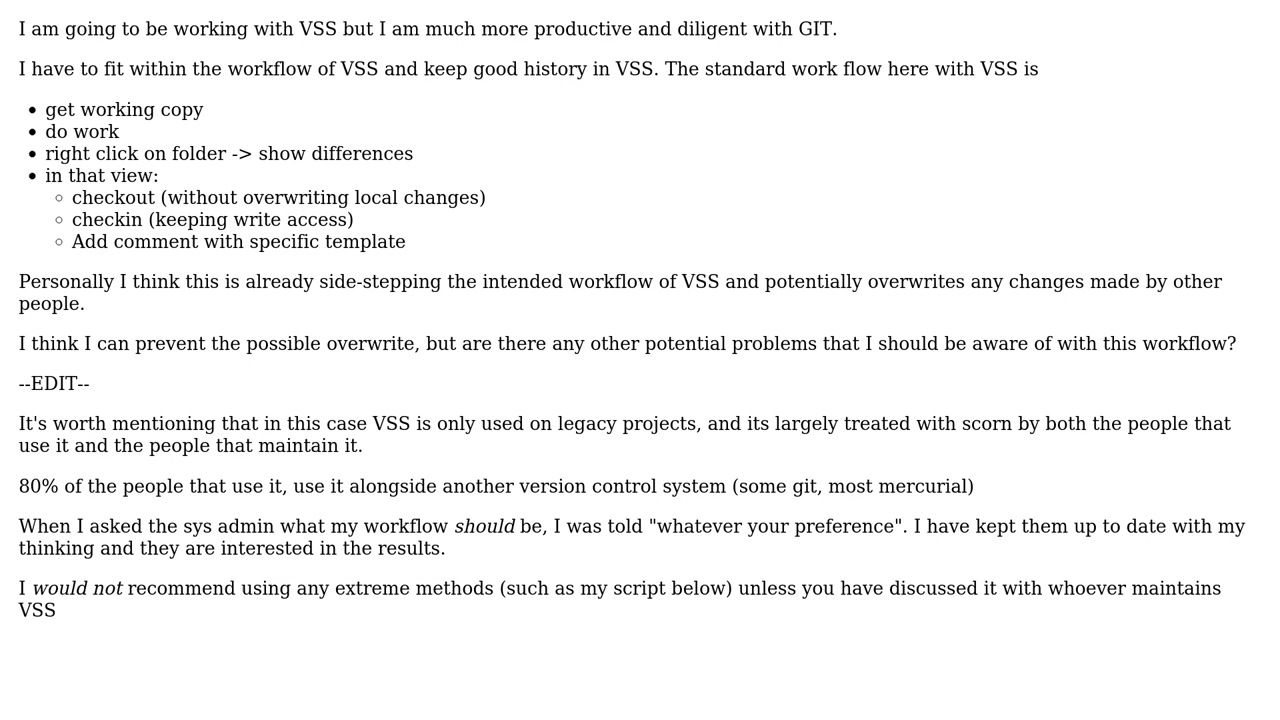 I am going to be working with VSS but I am much more productive and diligent with GIT.
I have to fit within the workflow of VSS and keep good history in VSS. The standard work flow here with VSS is
• get working copy
• do work
• right click on folder -> show differences
• in that view:
◦ checkout (without overwriting local changes)
◦ checkin (keeping write access)
◦ Add comment with specific template
Personally I think this is already side-stepping the intended workflow of VSS and potentially overwrites any changes made by other
people.
I think I can prevent the possible overwrite, but are there any other potential problems that I should be aware of with this workflow?
--EDIT--
It's worth mentioning that in this case VSS is only used on legacy projects, and its largely treated with scorn by both the people that
use it and the people that maintain it.
80% of the people that use it, use it alongside another version control system (some git, most mercurial)
When I asked the sys admin what my workflow should be, I was told "whatever your preference". I have kept them up to date with my
thinking and they are interested in the results.
I would not recommend using any extreme methods (such as my script below) unless you have discussed it with whoever maintains
VSS